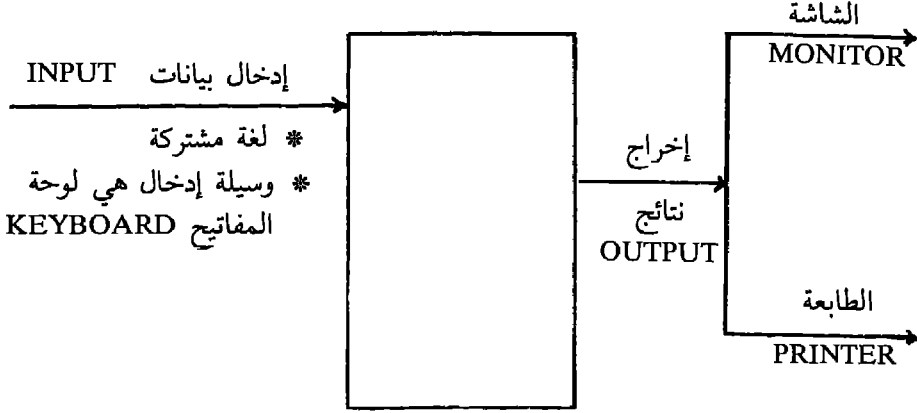 الشاشة
MONITOR
إدخال بيانات INPUT
* لغة مشتركة
* وسيلة إدخال هي لوحة
المفاتيح KEYBOARD
إخراج
نتائج
OUTPUT
الطابعة
PRINTER